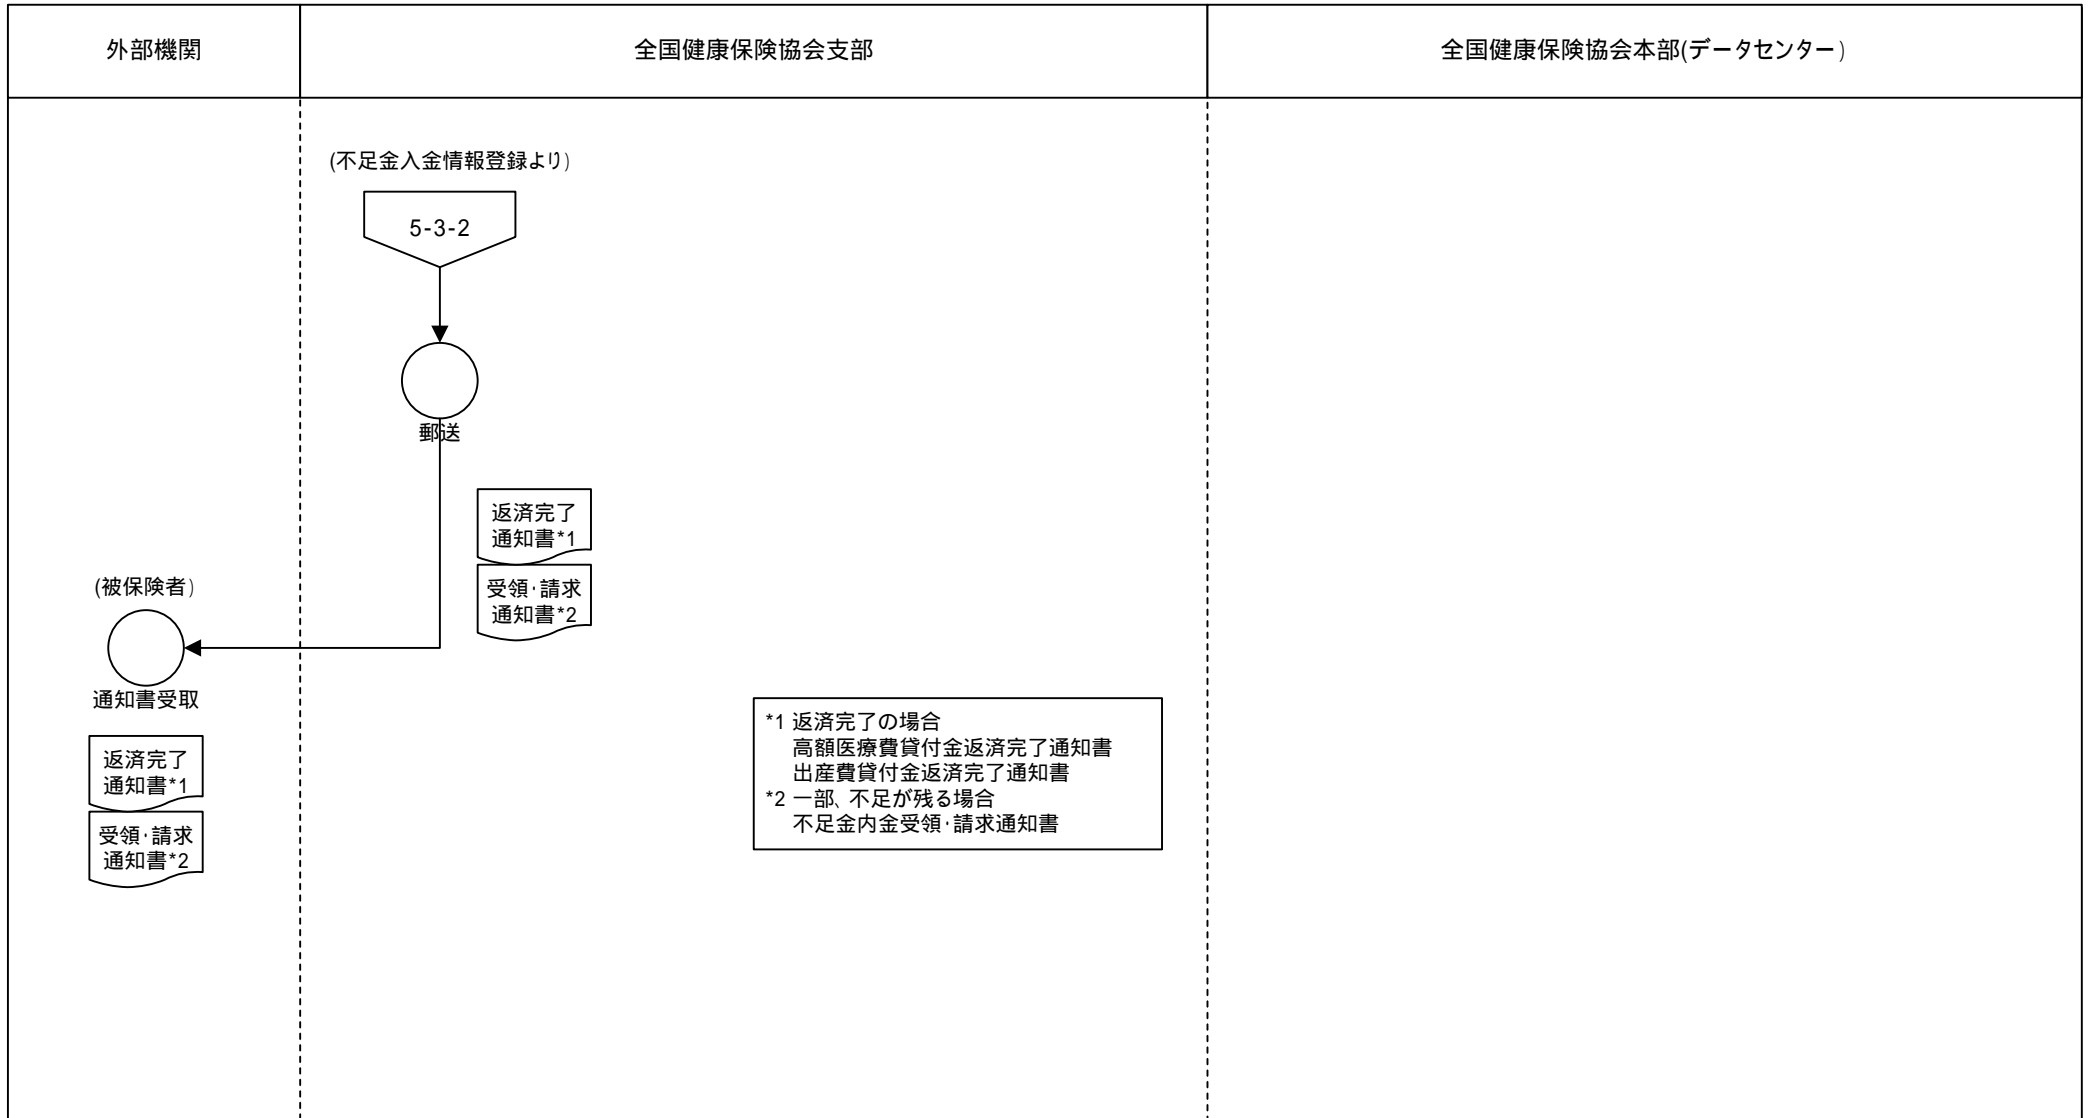 外部機関
全国健康保険協会支部
全国健康保険協会本部(データセンター)
(不足金入金情報登録より)
5-3-2
郵送
返済完了
通知書*1
受領・請求
通知書*2
(被保険者)
通知書受取
返済完了
通知書*1
受領・請求
通知書*2
*1 返済完了の場合
高額医療費貸付金返済完了通知書
出産費貸付金返済完了通知書
*2 一部、不足が残る場合
不足金内金受領・請求通知書